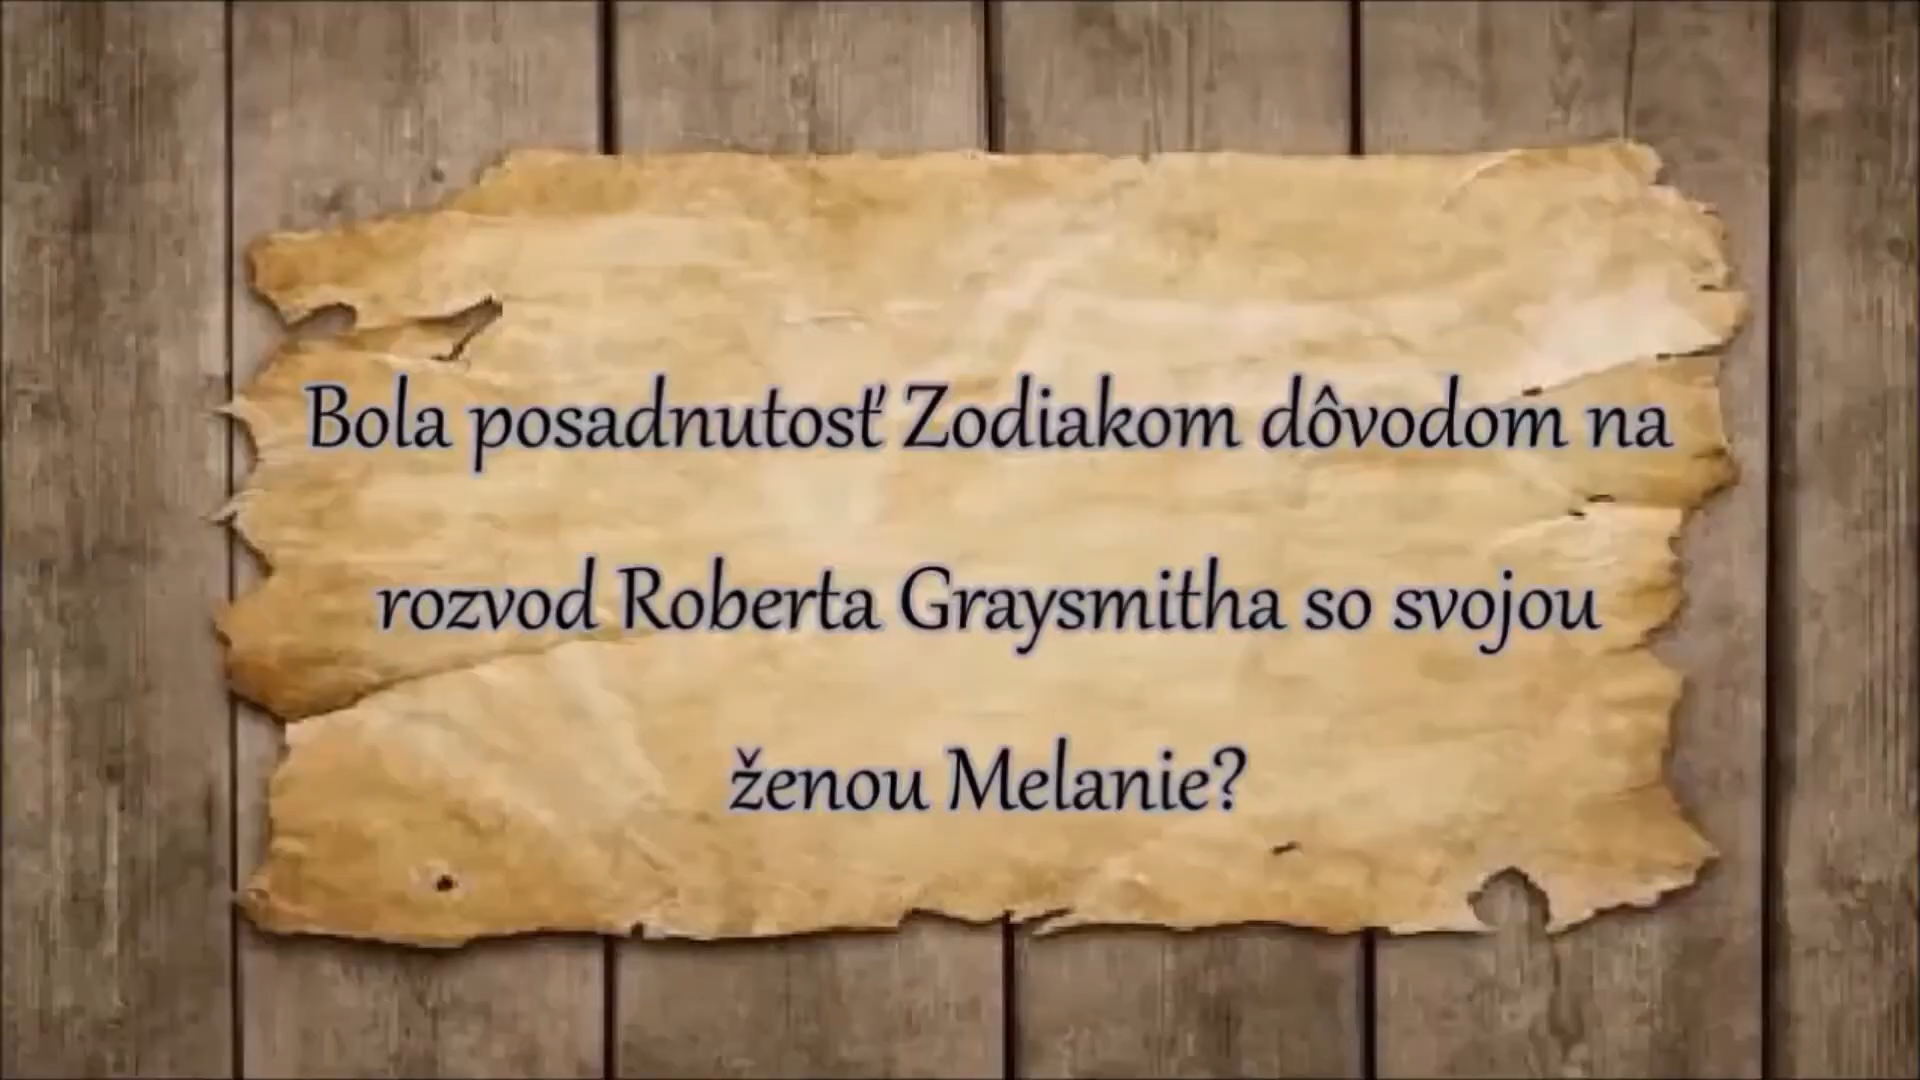 Bola posadnutosť Zodiakom dôvodom na
rozvod Roberta Graysmitha so svojou
ženou Melanie?